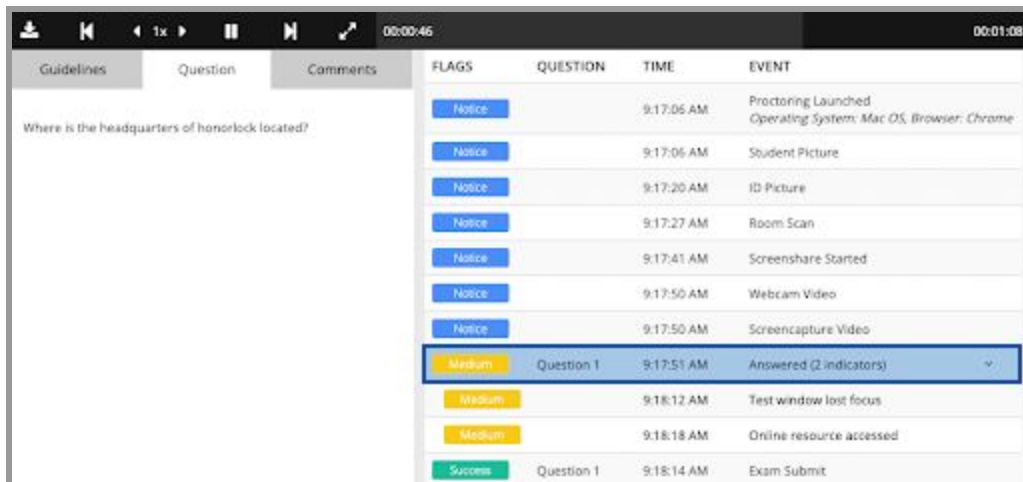 1x 00:00:46 00:01:08
Guidelines Question Comments
Where is the headquarters of honorlock located?
FLAGS QUESTION TIME EVENT
Notice 9:17:06 AM Proctoring Launched
Operating System: Mac OS, Browser: Chrome
Notice 9:17:06 AM Student Picture
Notice 9:17:20 AM ID Picture
Notice 9:17:27 AM Room Scan
Notice 9:17:41 AM Screenshare Started
Notice 9:17:50 AM Webcam Video
Notice 9:17:50 AM Screencapture Video
Medium Question 1 9:17:51 AM Answered (2 indicators)
Medium 9:18:12 AM Test window lost focus
Medium 9:18:18 AM Online resource accessed
Success Question 1 9:18:14 AM Exam Submit